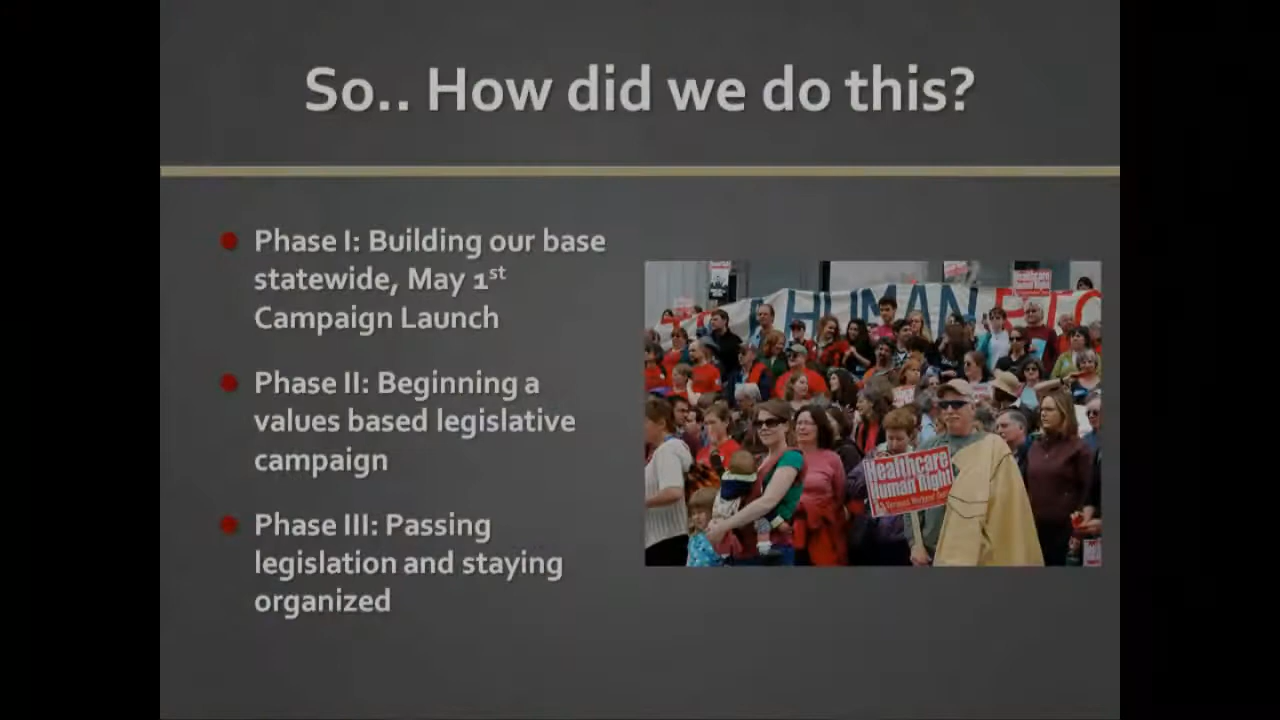 So.. How did we do this?
Phase I: Building our base
statewide, May 1st
Campaign Launch
Phase II: Beginning a
values based legislative
campaign
Phase III: Passing
legislation and staying
organized
A HUMAN
Healthcare
Human Right